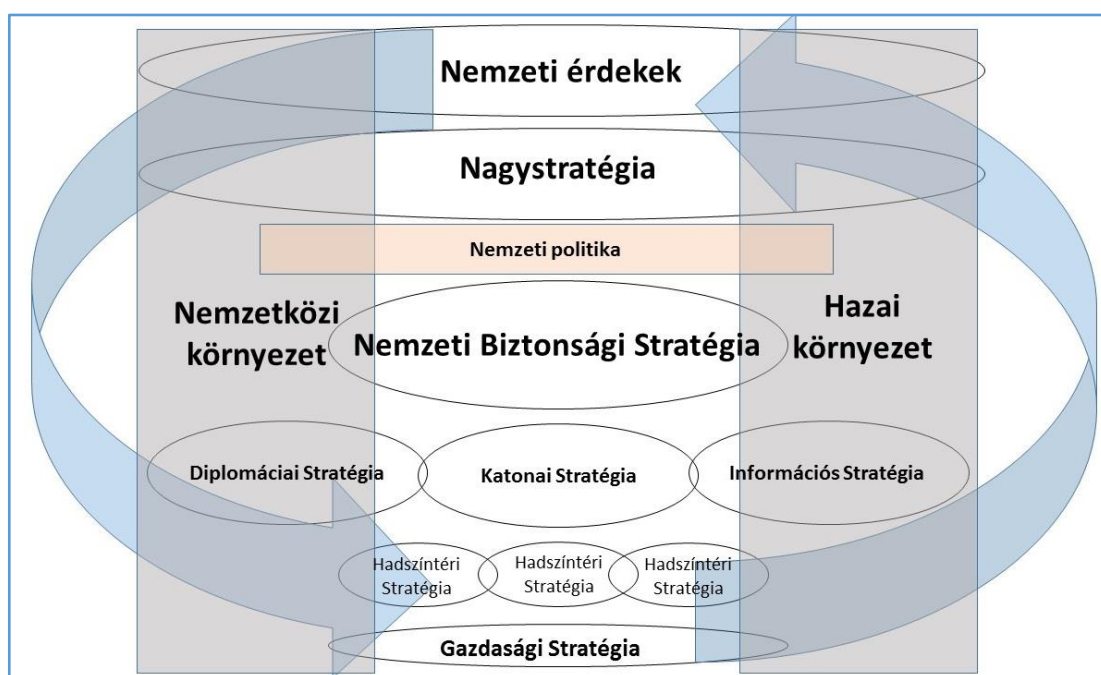 Nemzeti érdekek
Nagystratégia
Nemzeti politika
Nemzetközi
környezet
Nemzeti Biztonsági Stratégia
Hazai
környezet
Diplomáciai Stratégia
Katonai Stratégia
Információs Stratégia
Hadszíntéri
Stratégia
Hadszíntéri
Stratégia
Hadszíntéri
Stratégia
Gazdasági Stratégia